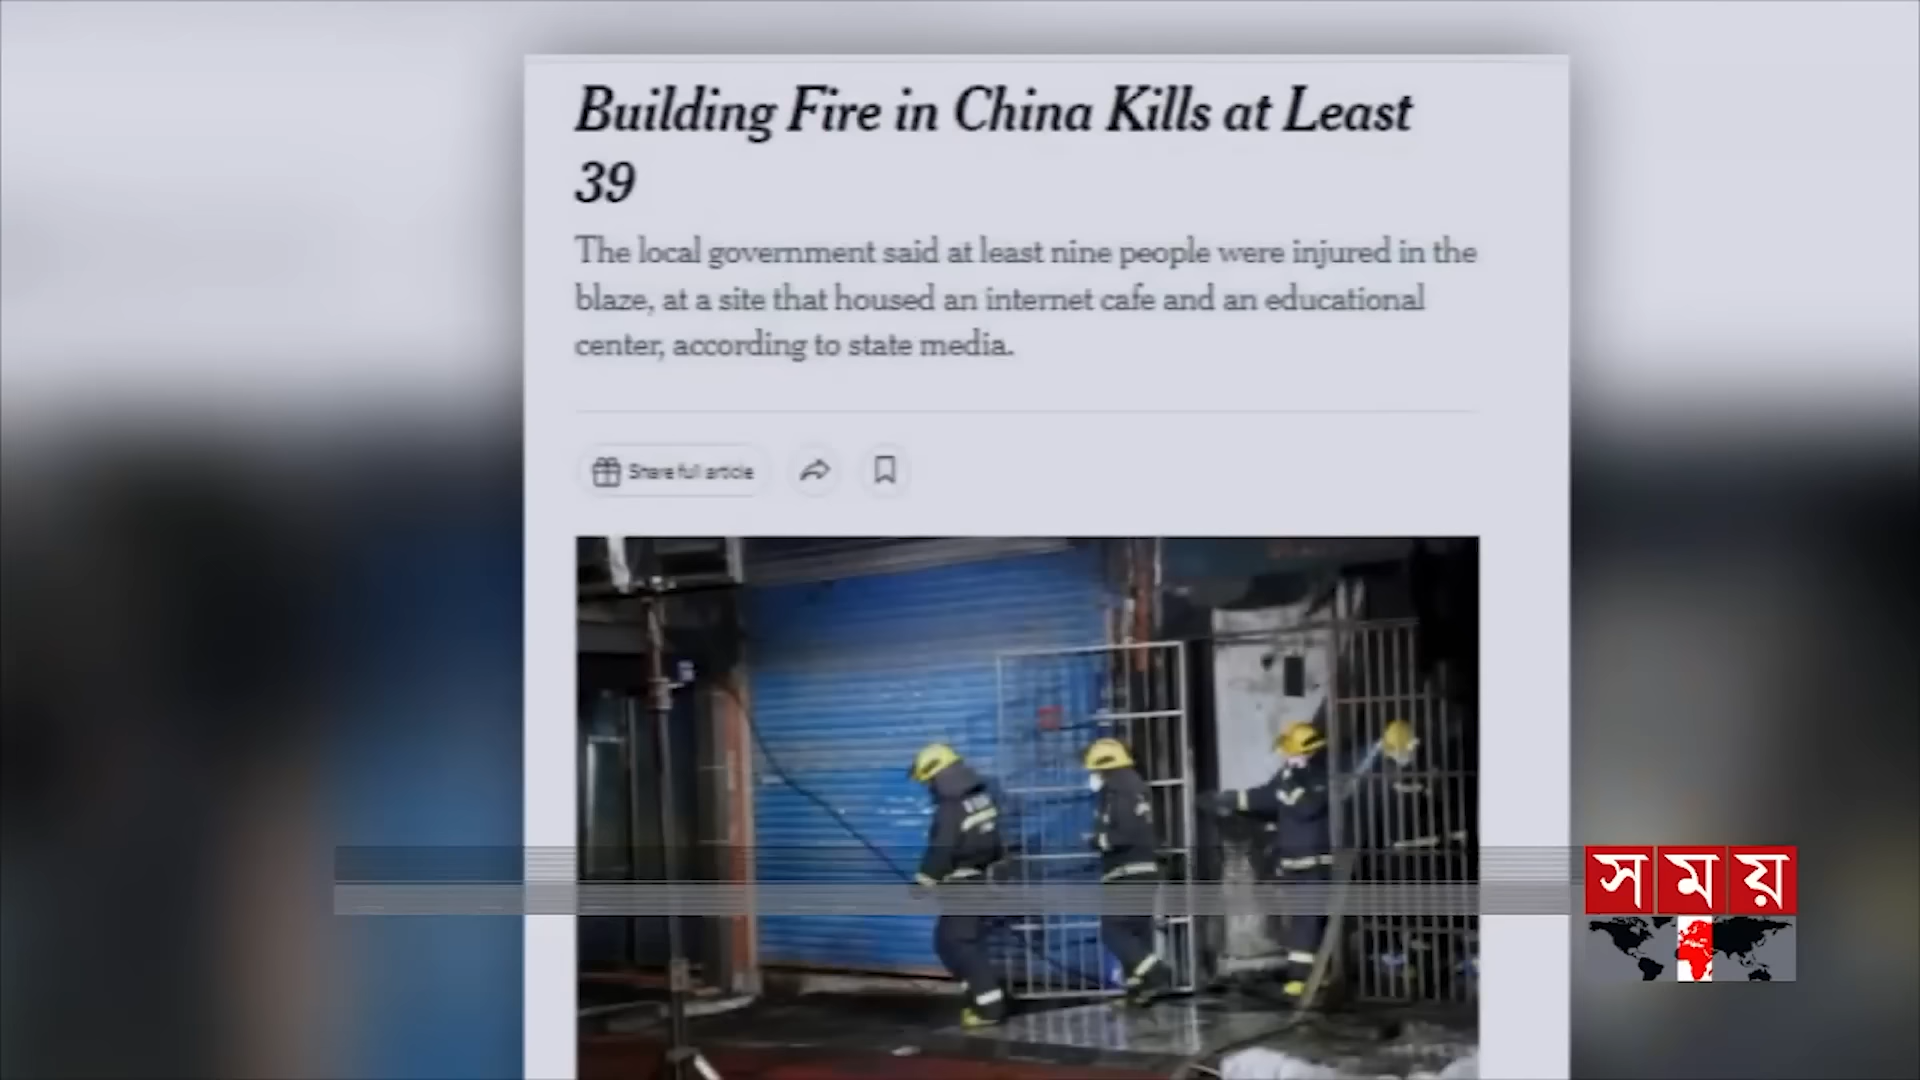 Building Fire in China Kills at Least
39
The local government said at least nine people were injured in the
blaze, at a site that housed an internet cafe and an educational
center, according to state media.
Share full article
সময়